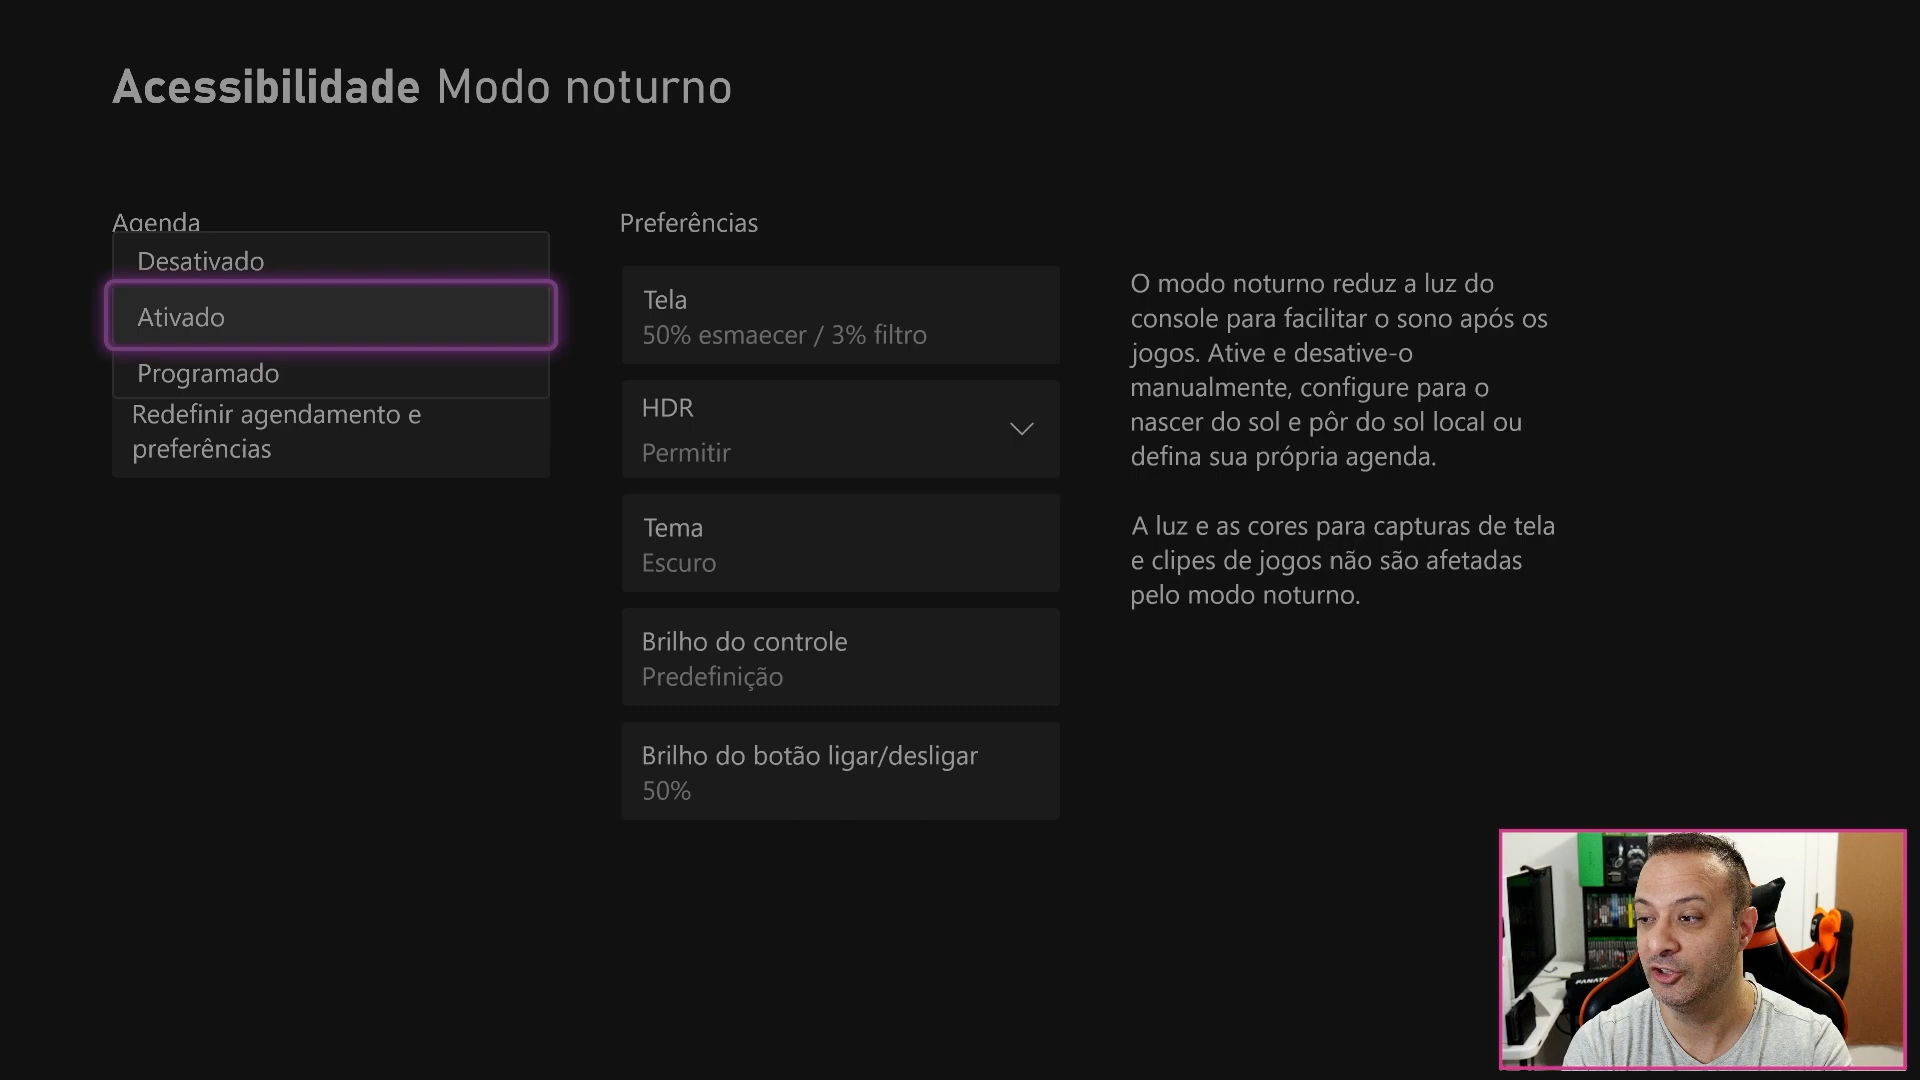 Acessibilidade Modo noturno
Agenda
Desativado
Ativado
Programado
Redefinir agendamento e
preferências
Preferências
Tela
50% esmaecer / 3% filtro
HDR
Permitir
Tema
Escuro
Brilho do controle
Predefinição
Brilho do botão ligar/desligar
50%
O modo noturno reduz a luz do
console para facilitar o sono após os
jogos. Ative e desative-o
manualmente, configure para o
nascer do sol e pôr do sol local ou
defina sua própria agenda.
A luz e as cores para capturas de tela
e clipes de jogos não são afetadas
pelo modo noturno.